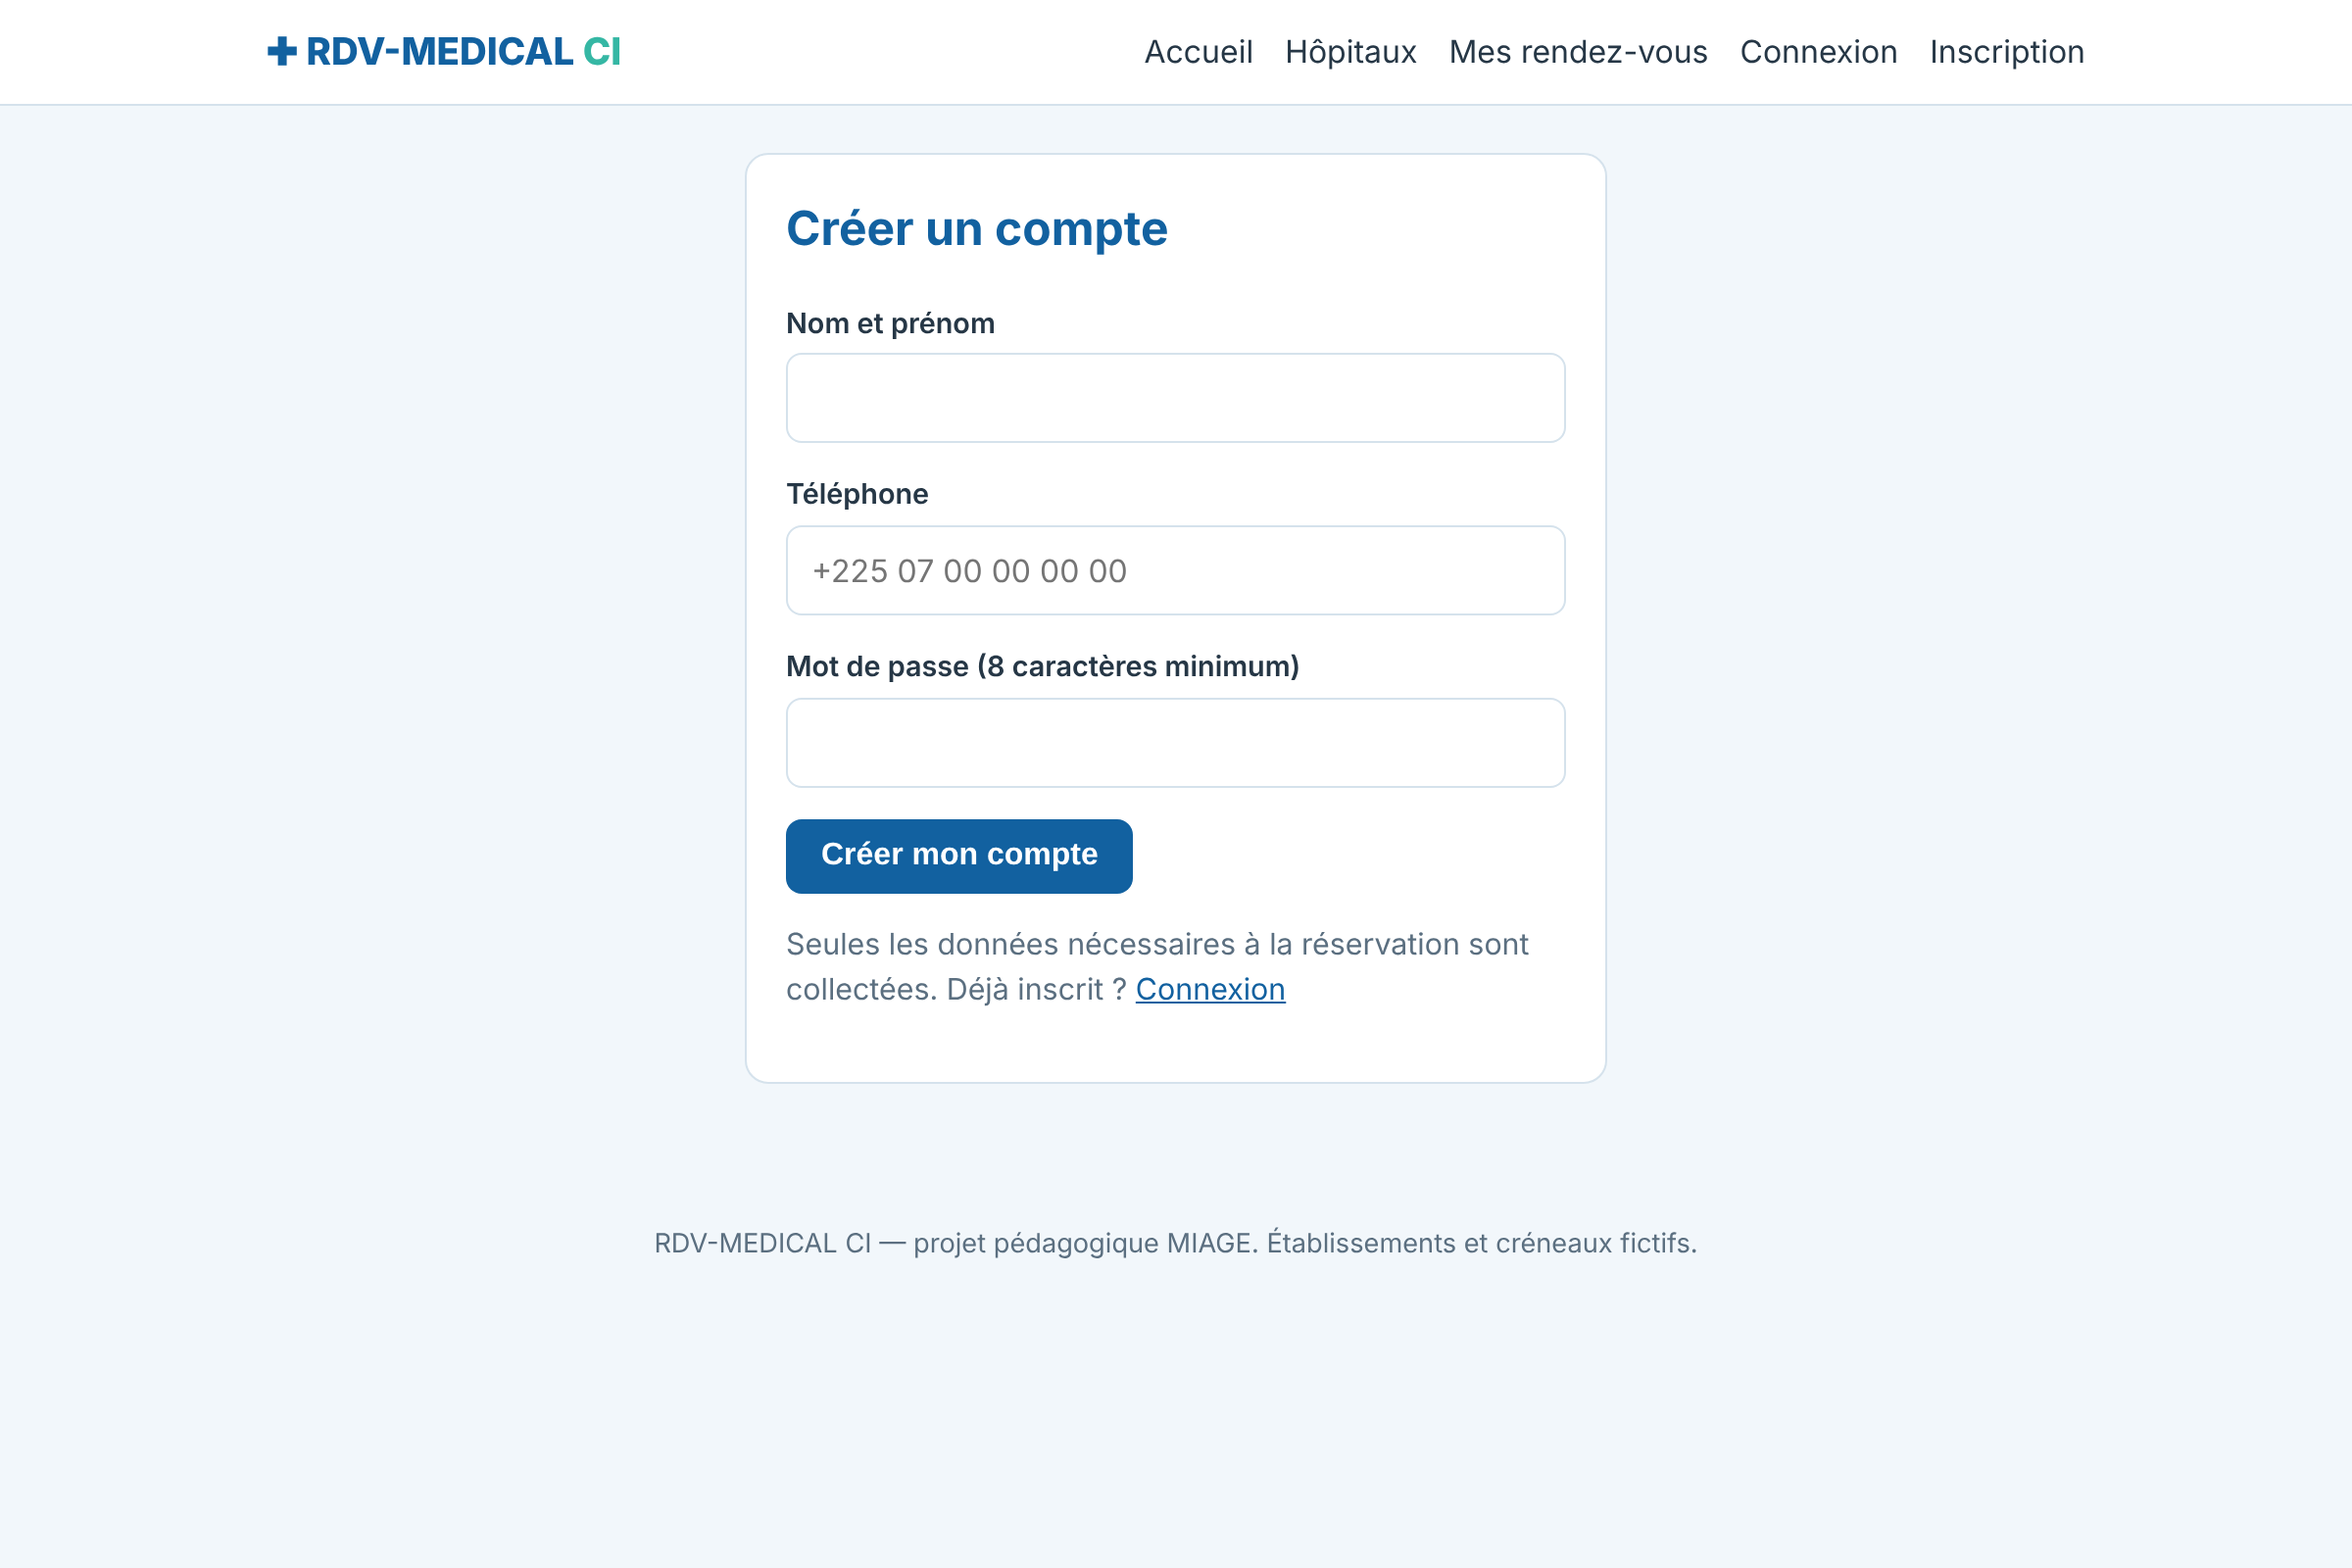 ✚ RDV-MEDICAL CI
Accueil Hôpitaux Mes rendez-vous Connexion Inscription
Créer un compte
Nom et prénom
Téléphone
+225 07 00 00 00 00
Mot de passe (8 caractères minimum)
Créer mon compte
Seules les données nécessaires à la réservation sont
collectées. Déjà inscrit ? Connexion
RDV-MEDICAL CI — projet pédagogique MIAGE. Établissements et créneaux fictifs.